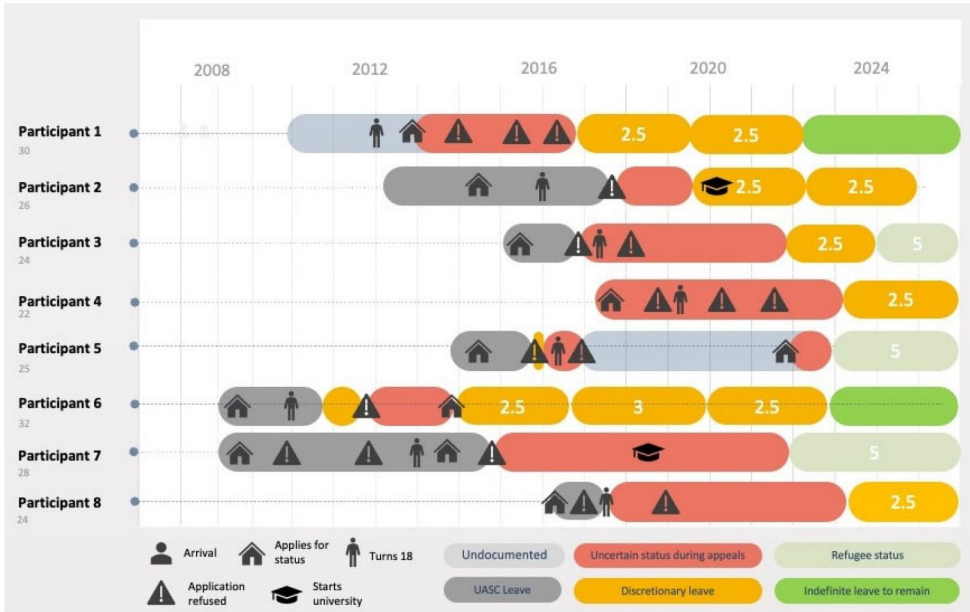 2008 2012 2016 2020 2024
Participant 1 2.5 2.5
30
Participant 2 2.5 2.5
26
Participant 3 2.5 5
24
Participant 4 2.5
22
Participant 5 5
25
Participant 6 2.5 3 2.5
32
Participant 7 5
28
Participant 8 2.5
24
Arrival Applies for status Turns 18 Undocumented Uncertain status during appeals Refugee status
Application refused Starts university UASC Leave Discretionary leave Indefinite leave to remain